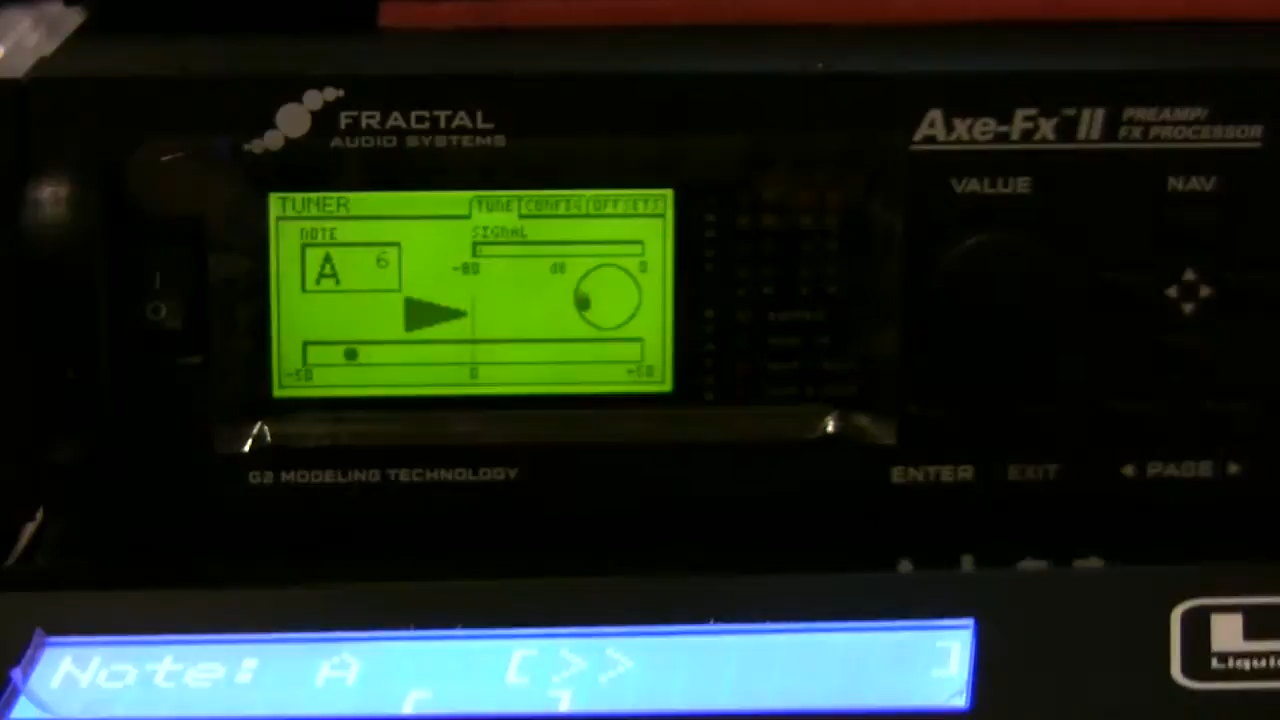 FRACTAL
AUDIO SYSTEMS
Axe-Fx™ II PREAMP/
FX PROCESSOR
VALUE NAV
TUNER TUNE CONFIG OFFSETS
NOTE SIGNAL
A 6
-80 dB 0
-50 0 +50
G2 MODELING TECHNOLOGY
ENTER EXIT ◀ PAGE ▶
Note: A [>> ]
[ ]